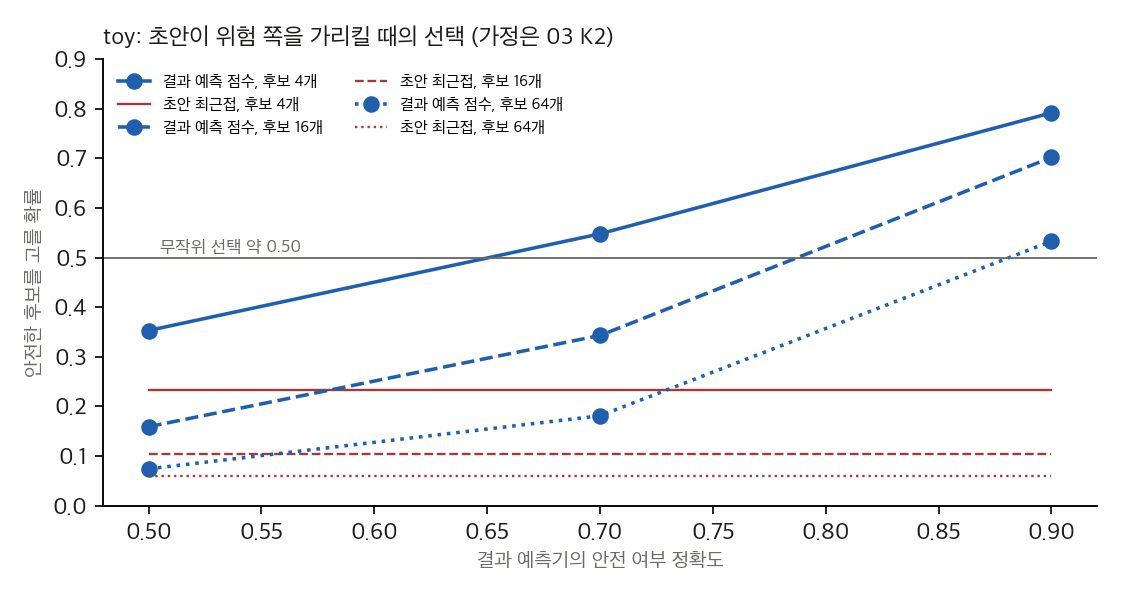 toy: 초안이 위험 쪽을 가리킬 때의 선택 (가정은 03 K2)
결과 예측 점수, 후보 4개
초안 최근접, 후보 4개
결과 예측 점수, 후보 16개
초안 최근접, 후보 16개
결과 예측 점수, 후보 64개
초안 최근접, 후보 64개
무작위 선택 약 0.50
안전한 후보를 고를 확률
0.9
0.8
0.7
0.6
0.5
0.4
0.3
0.2
0.1
0.0
0.50 0.55 0.60 0.65 0.70 0.75 0.80 0.85 0.90
결과 예측기의 안전 여부 정확도